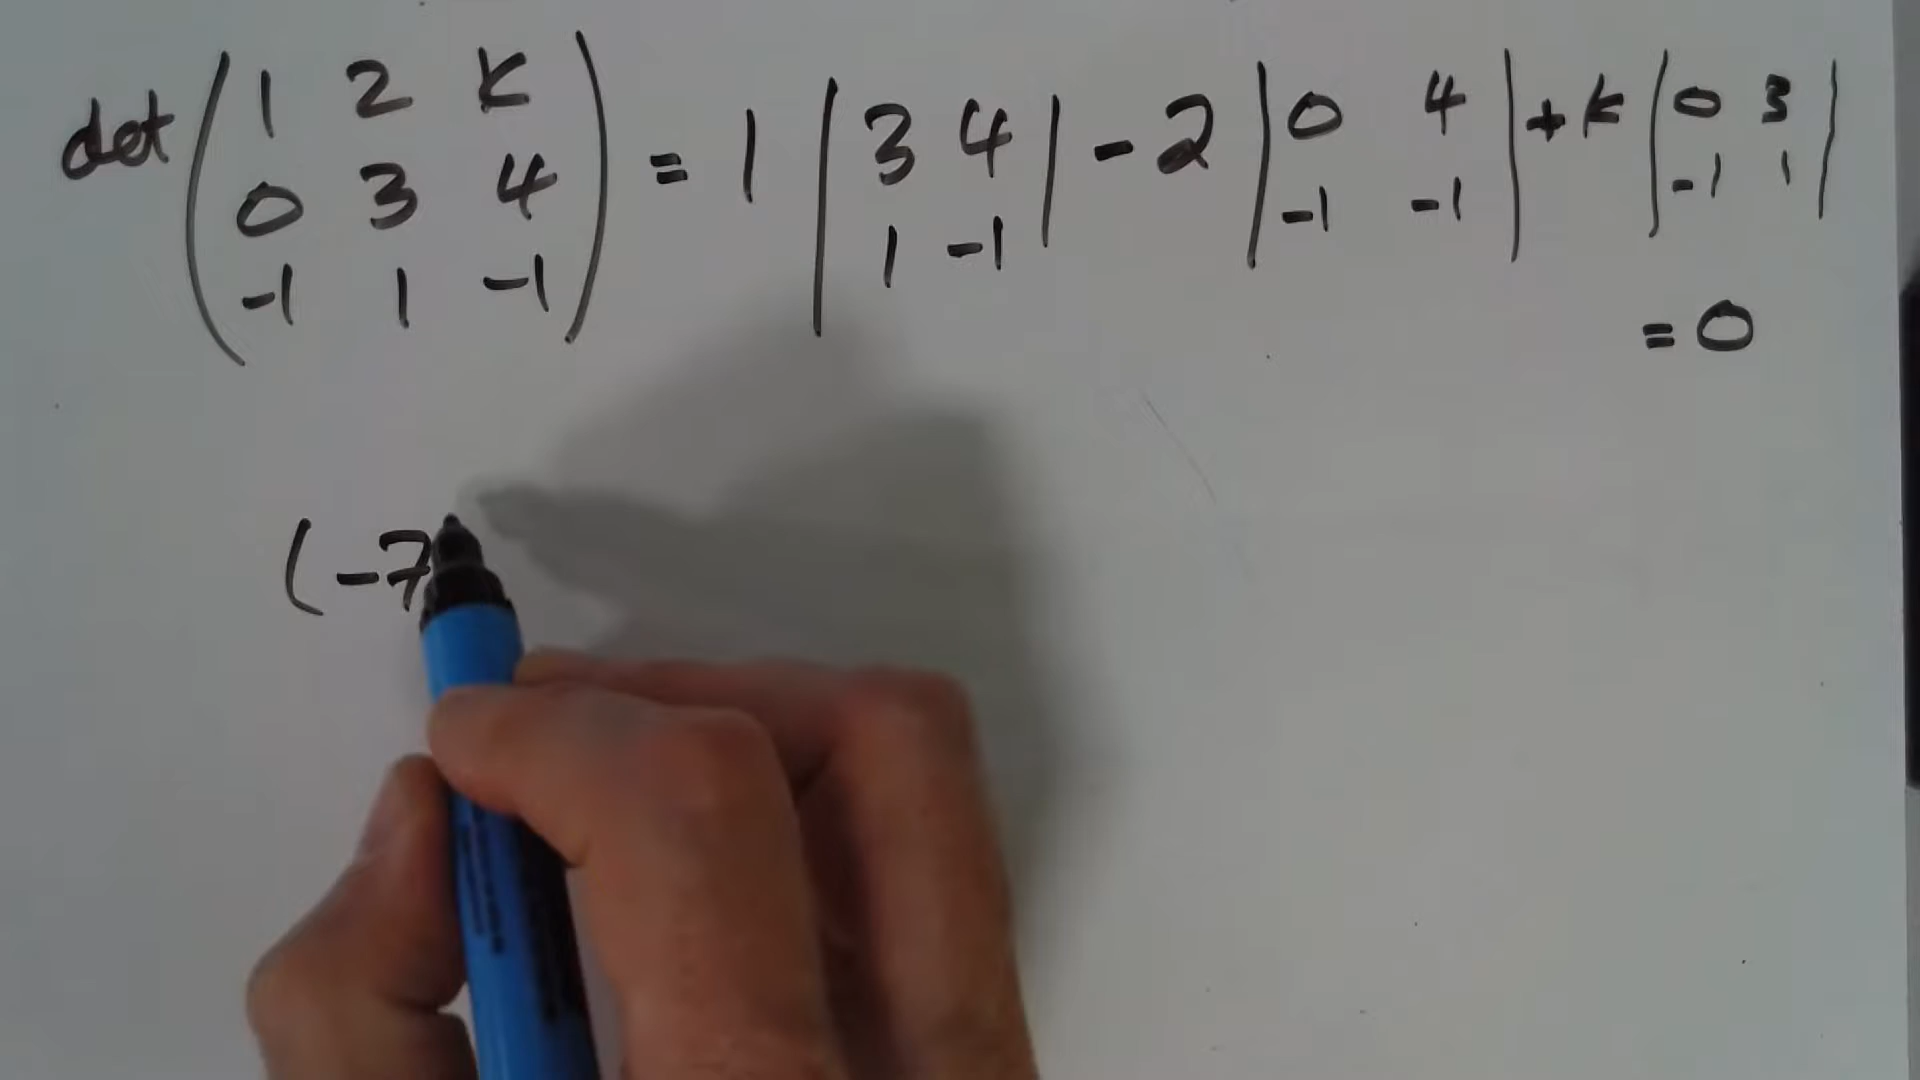 det ( 1 2 k = 1 | 3 4 | - 2 | 0 4 | + k | 0 3 |
0 3 4 1 -1 -1 -1 -1 1
-1 1 -1 ) = 0
( -7